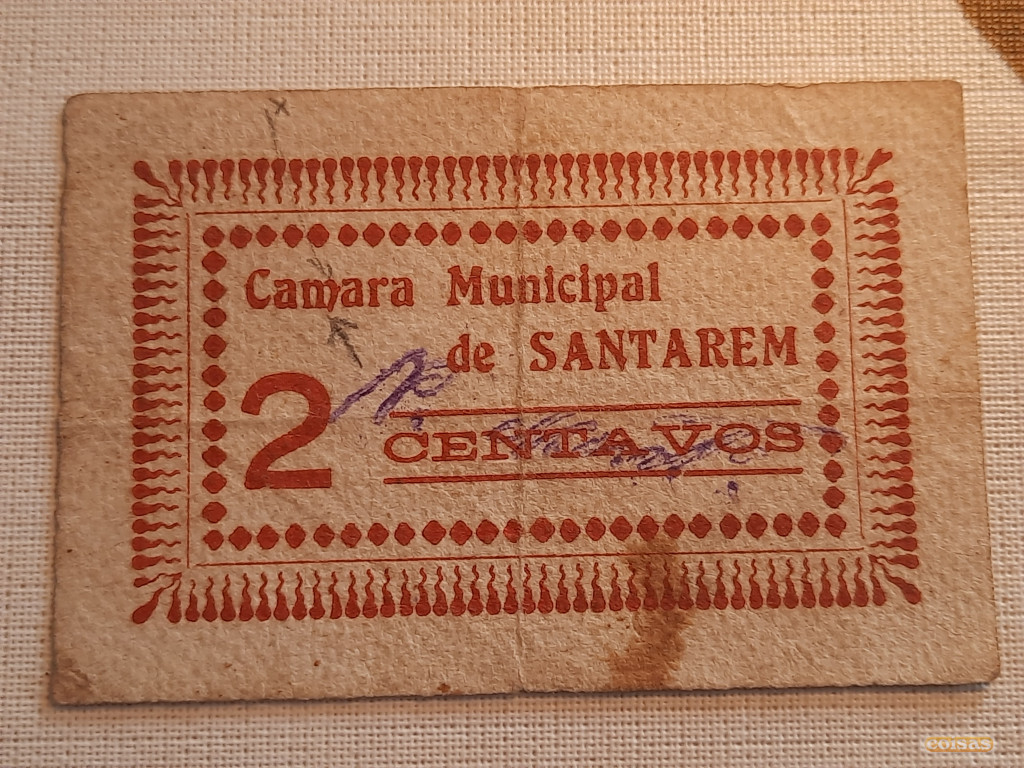 Camara Municipal
de SANTAREM
2 CENTAVOS
coisas